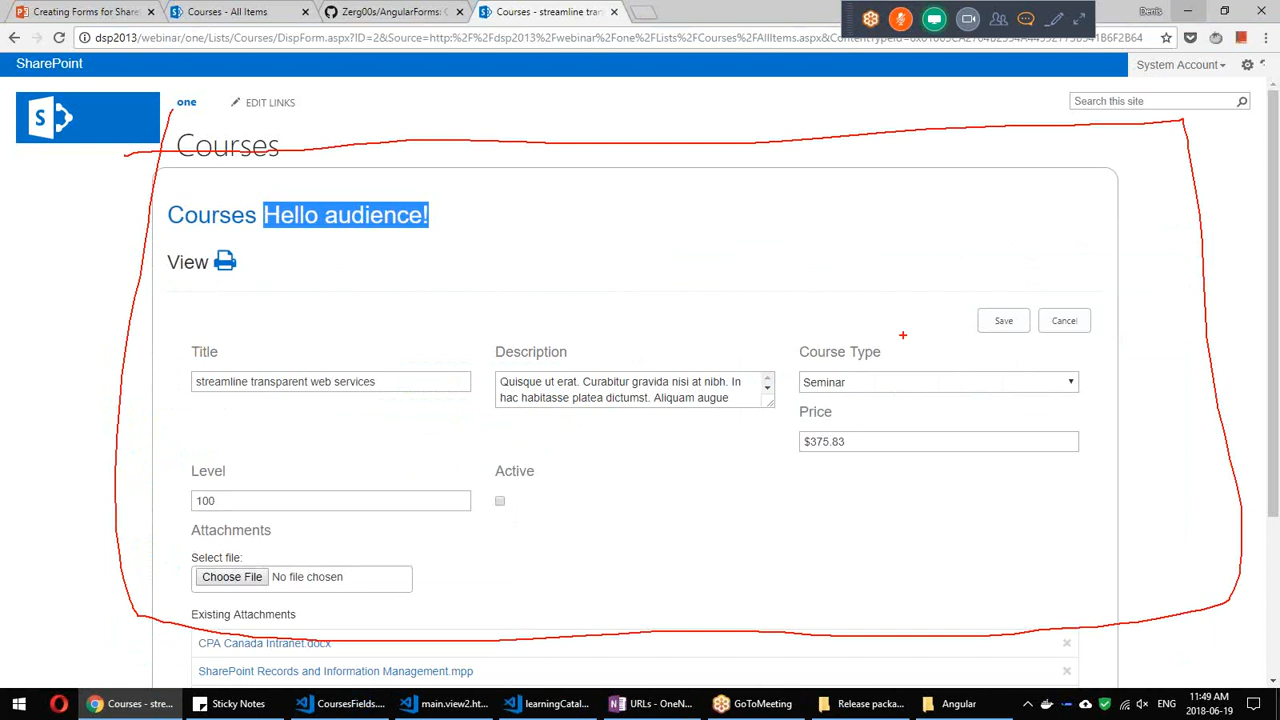 Creating Forms for Share
Courses - All Items
Zerg00s/AngularForms: C
Courses - streamline tran
Denis
dsp2013/webinar/one/Lists/Courses/DispForm.aspx?ID=2&Source=http:%2F%2Fdsp2013%2Fwebinar%2Fone%2FLists%2FCourses%2FAllItems.aspx&ContentTypeId=
SharePoint
System Account
one
EDIT LINKS
Search this site
Courses
Courses Hello audience!
View
Save
Cancel
Title
Description
Course Type
streamline transparent web services
Quisque ut erat. Curabitur gravida nisi at nibh. In
hac habitasse platea dictumst. Aliquam augue
Seminar
Price
$375.83
Level
Active
100
Attachments
Select file:
Choose File No file chosen
Existing Attachments
CPA Canada Intranet.docx
SharePoint Records and Information Management.mpp
Courses - stre...
Sticky Notes
CoursesFields....
main.view2.ht...
learningCatal...
URLs - OneN...
GoToMeeting
Release packa...
Angular
ENG
11:49 AM
2018-06-19